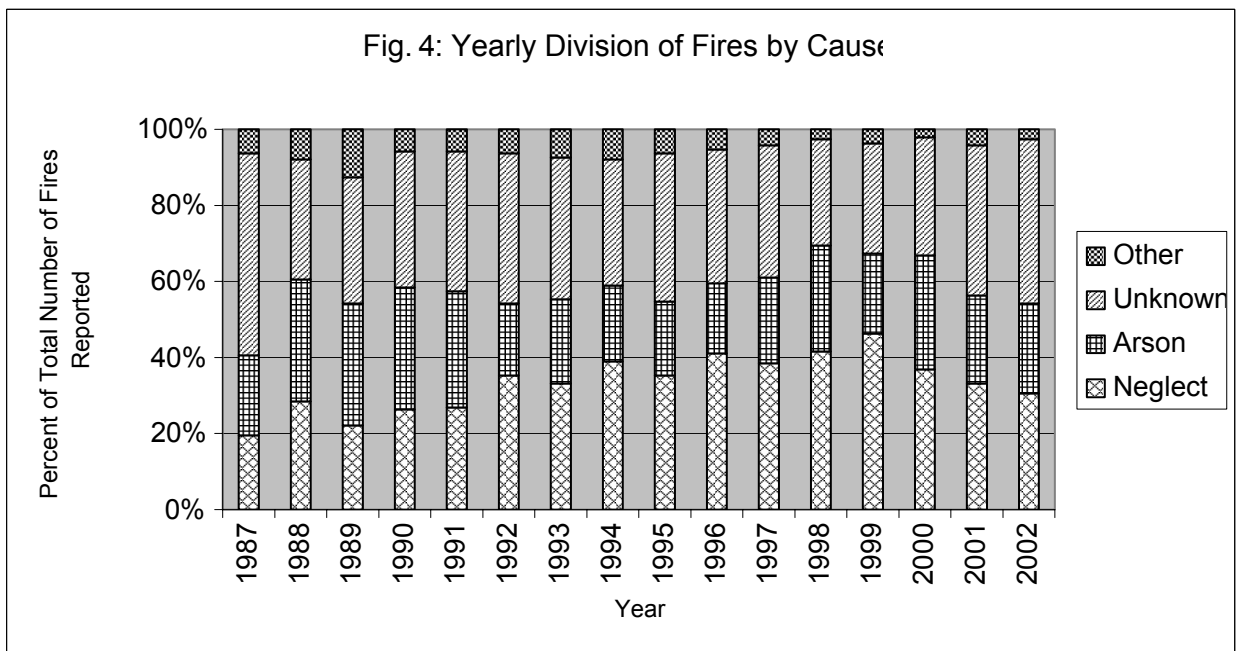 Fig. 4: Yearly Division of Fires by Cause
Percent of Total Number of Fires
Reported
100%
80%
60%
40%
20%
0%
1987
1988
1989
1990
1991
1992
1993
1994
1995
1996
1997
1998
1999
2000
2001
2002
Year
Other
Unknown
Arson
Neglect